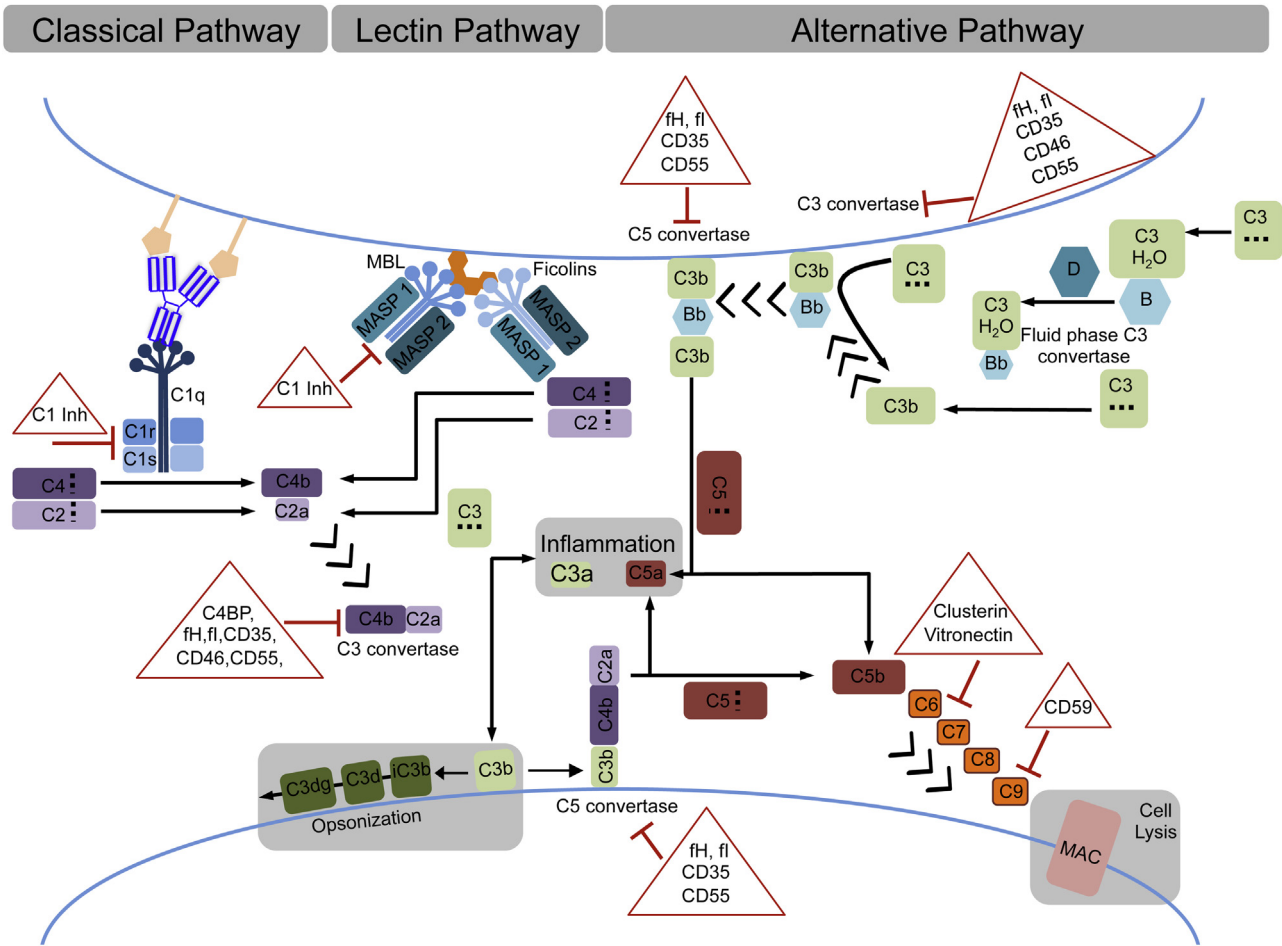 Classical Pathway
Lectin Pathway
Alternative Pathway
fH, fI
CD35
CD55
fH, fI
CD35
CD46
CD55
C3 convertase
C5 convertase
C3
C3
H2O
D
B
C3
H2O
Bb
Fluid phase C3
convertase
C3
C3b
C3
C3b
Bb
C3b
Bb
C3b
MBL
Ficolins
MASP 1
MASP 2
MASP 2
MASP 1
C1 Inh
C1q
C1 Inh
C1r
C1s
C4
C2
C4
C2
C4b
C2a
C3
C5
Inflammation
C3a
C5a
C4BP,
fH,fI,CD35,
CD46,CD55,
C4b
C2a
C3 convertase
Clusterin
Vitronectin
C2a
C4b
C3b
C5
C5b
C6
C7
C8
C9
CD59
C3dg
C3d
iC3b
C3b
Opsonization
C5 convertase
fH, fI
CD35
CD55
Cell
Lysis
MAC